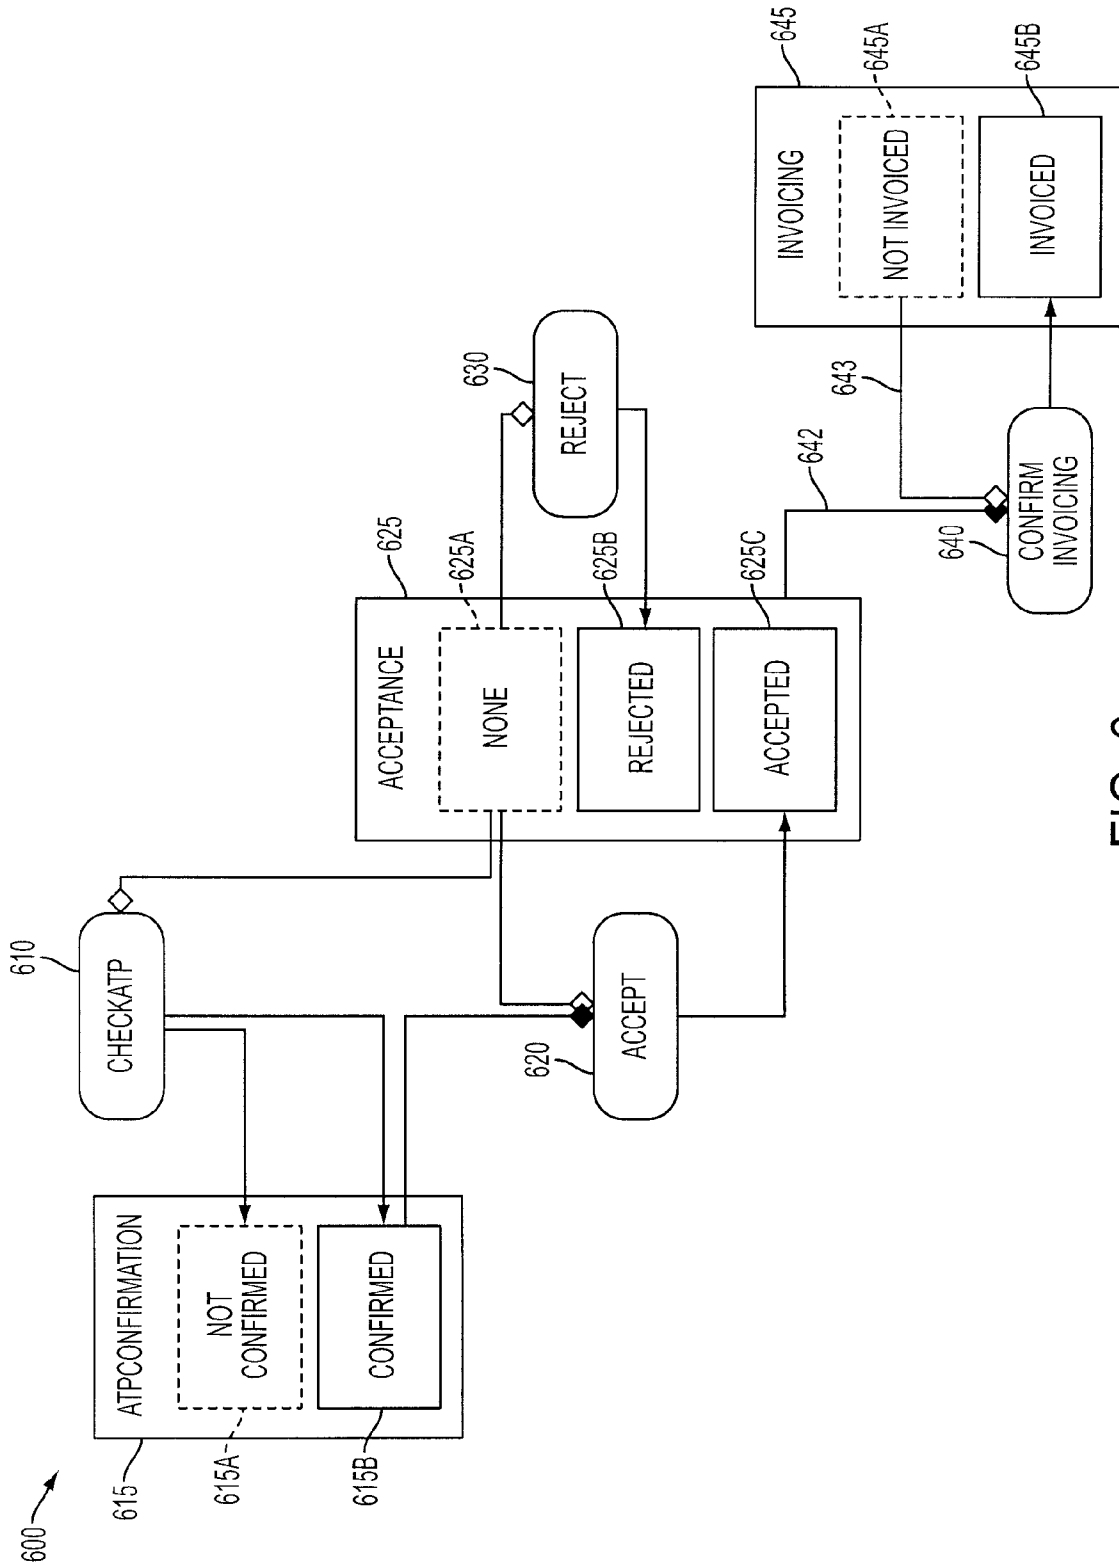 600
615
ATPCONFIRMATION
615A
NOT
CONFIRMED
615B
CONFIRMED
610
CHECKATP
620
ACCEPT
625
ACCEPTANCE
625A
NONE
625B
REJECTED
625C
ACCEPTED
630
REJECT
642
643
640
CONFIRM
INVOICING
645
INVOICING
645A
NOT INVOICED
645B
INVOICED
FIG.